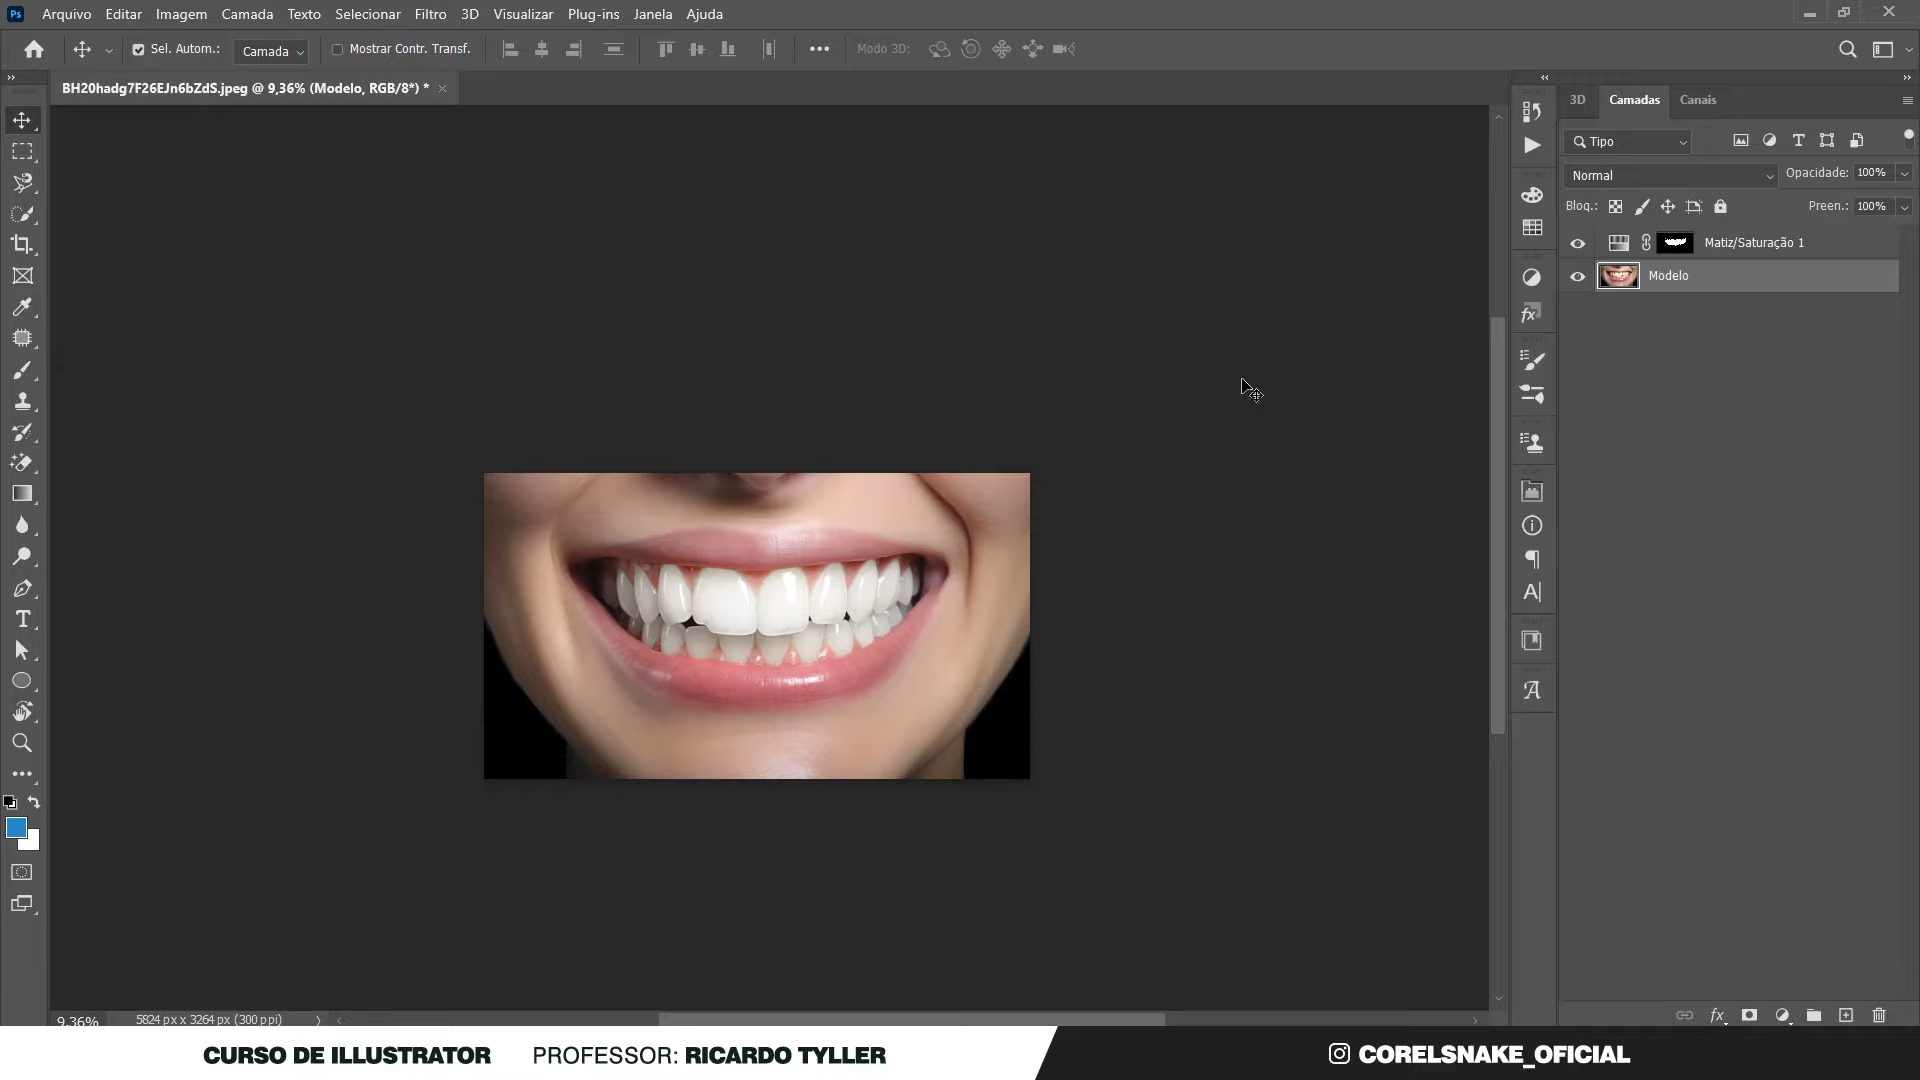 Ps Arquivo Editar Imagem Camada Texto Selecionar Filtro 3D Visualizar Plug-ins Janela Ajuda
Sel. Autom.: Camada Mostrar Contr. Transf. Modo 3D:
BH20hadg7F26EJn6bZdS.jpeg @ 9,36% (Modelo, RGB/8*) *
3D Camadas Canais
Tipo
Normal Opacidade: 100%
Bloq.: Preen.: 100%
Matiz/Saturação 1
Modelo
9,36% 5824 px x 3264 px (300 ppi)
CURSO DE ILLUSTRATOR PROFESSOR: RICARDO TYLLER CORELSNAKE_OFICIAL